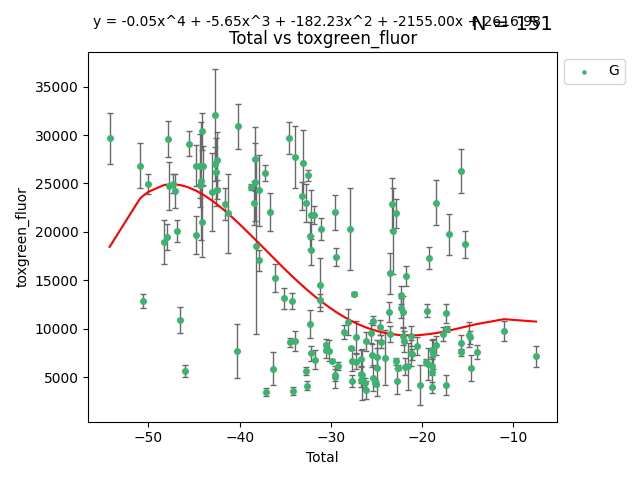 y = -0.05x^4 + -5.65x^3 + -182.23x^2 + -2155.00x +
N = 151
Total vs toxgreen_fluor
G
35000
30000
25000
20000
15000
10000
5000
toxgreen_fluor
−50 −40 −30 −20 −10
Total